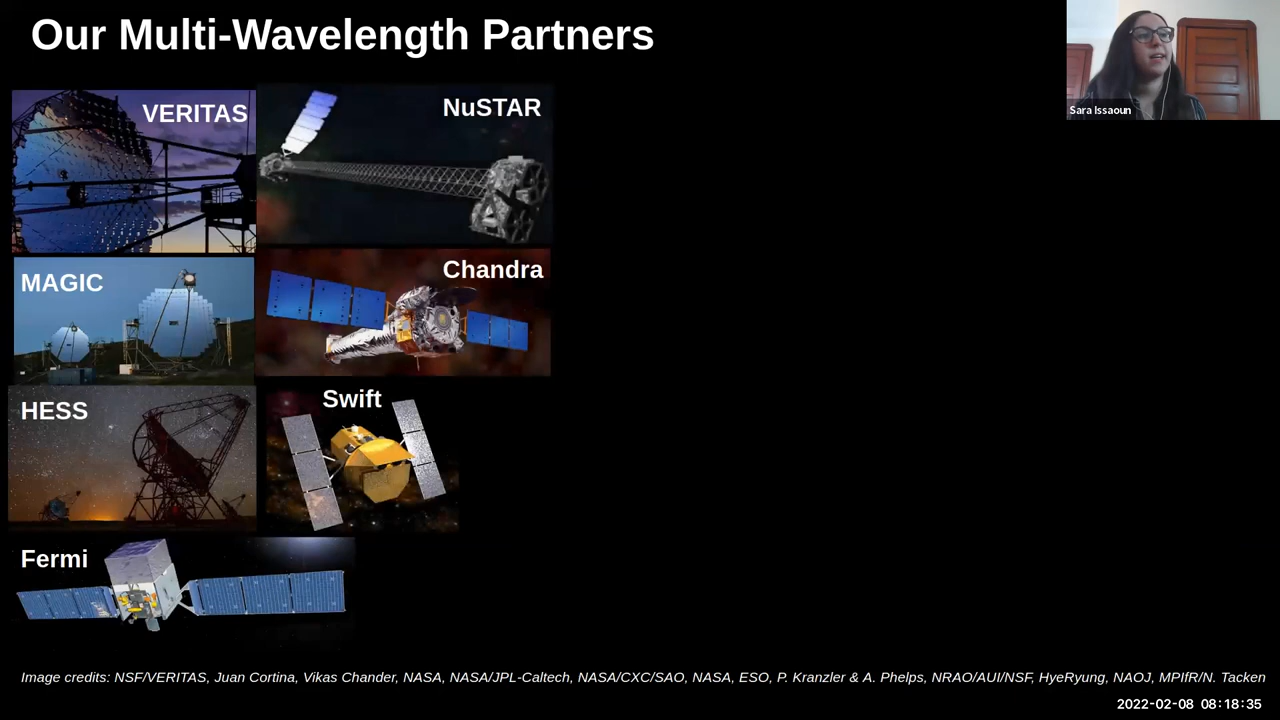 Our Multi-Wavelength Partners
Sara Issaoun
VERITAS
NuSTAR
MAGIC
Chandra
HESS
Swift
Fermi
Image credits: NSF/VERITAS, Juan Cortina, Vikas Chander, NASA, NASA/JPL-Caltech, NASA/CXC/SAO, NASA, ESO, P. Kranzler & A. Phelps, NRAO/AUI/NSF, HyeRyung, NAOJ, MPIfR/N. Tacken
2022-02-08 08:18:35